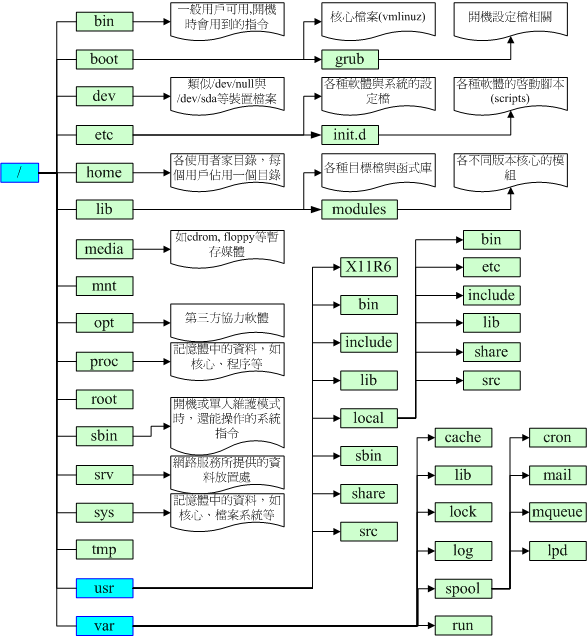 /
bin
一般用戶可用,開機
時會用到的指令
boot
核心檔案(vmlinuz)
grub
開機設定檔相關
dev
類似/dev/null與
/dev/sda等裝置檔案
etc
各種軟體與系統的設
定檔
init.d
各種軟體的啓動腳本
(scripts)
home
各使用者家目錄，每
個用戶佔用一個目錄
lib
各種目標檔與函式庫
modules
各不同版本核心的模
組
media
如cdrom, floppy等暫
存媒體
mnt
opt
第三方協力軟體
proc
記憶體中的資料，如
核心、程序等
root
sbin
開機或單人維護模式
時，還能操作的系統
指令
srv
網路服務所提供的資
料放置處
sys
記憶體中的資料，如
核心、檔案系統等
tmp
usr
X11R6
bin
include
lib
local
bin
etc
include
lib
share
src
sbin
share
src
var
cache
lib
lock
log
spool
cron
mail
mqueue
lpd
run